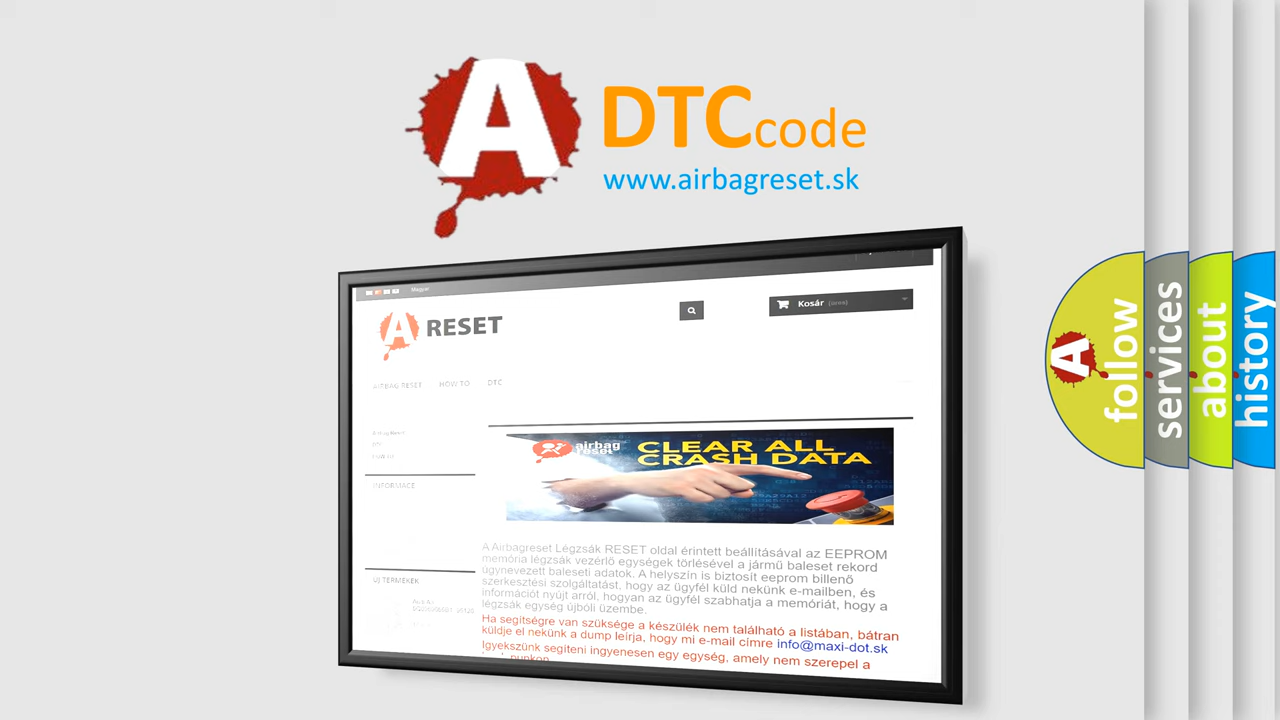 A
DTCcode
www.airbagreset.sk
Magyar
A RESET
Kosár (üres)
AIRBAG RESET HOW TO DTC
DTC
INFORMACE
airbag
reset
CLEAR ALL
CRASH DATA
A Airbagreset Légzsák RESET oldal érintett beállításával az EEPROM
memória légzsák vezérlő egységek törlésével a jármű baleset rekord
úgynevezett baleseti adatok. A helyszín is biztosít eeprom billenő
szerkesztési szolgáltatást, hogy az ügyfél küld nekünk e-mailben, és
információt nyújt arról, hogyan az ügyfél szabhatja a memóriát, hogy a
légzsák egység újbóli üzembe.
Ha segítségre van szüksége a készülék nem található a listában, bátran
küldje el nekünk a dump leírja, hogy mi e-mail címre info@maxi-dot.sk
Igyekszünk segíteni ingyenesen egy egység, amely nem szerepel a
ÚJ TERMÉKEK
A
follow
services
about
history